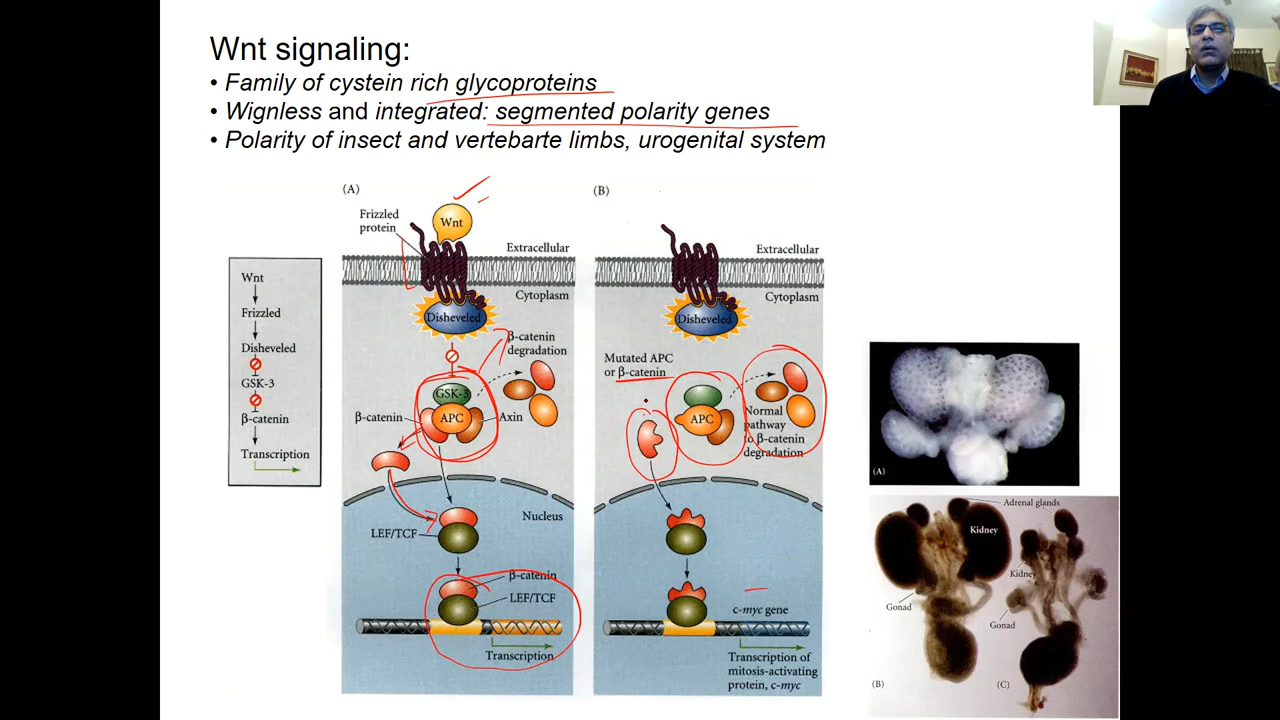 Wnt signaling:
• Family of cystein rich glycoproteins
• Wignless and integrated: segmented polarity genes
• Polarity of insect and vertebarte limbs, urogenital system
Wnt
Frizzled
Disheveled
GSK-3
β-catenin
Transcription
(A)
Wnt
Frizzled
protein
Extracellular
Cytoplasm
Disheveled
β-catenin
degradation
GSK-3
β-catenin
APC
Axin
Nucleus
LEF/TCF
β-catenin
LEF/TCF
Transcription
(B)
Extracellular
Cytoplasm
Disheveled
Mutated APC
or β-catenin
APC
Normal
pathway
to β-catenin
degradation
c-myc gene
Transcription of
mitosis-activating
protein, c-myc
(A)
Adrenal glands
Kidney
Kidney
Gonad
Gonad
(B)
(C)